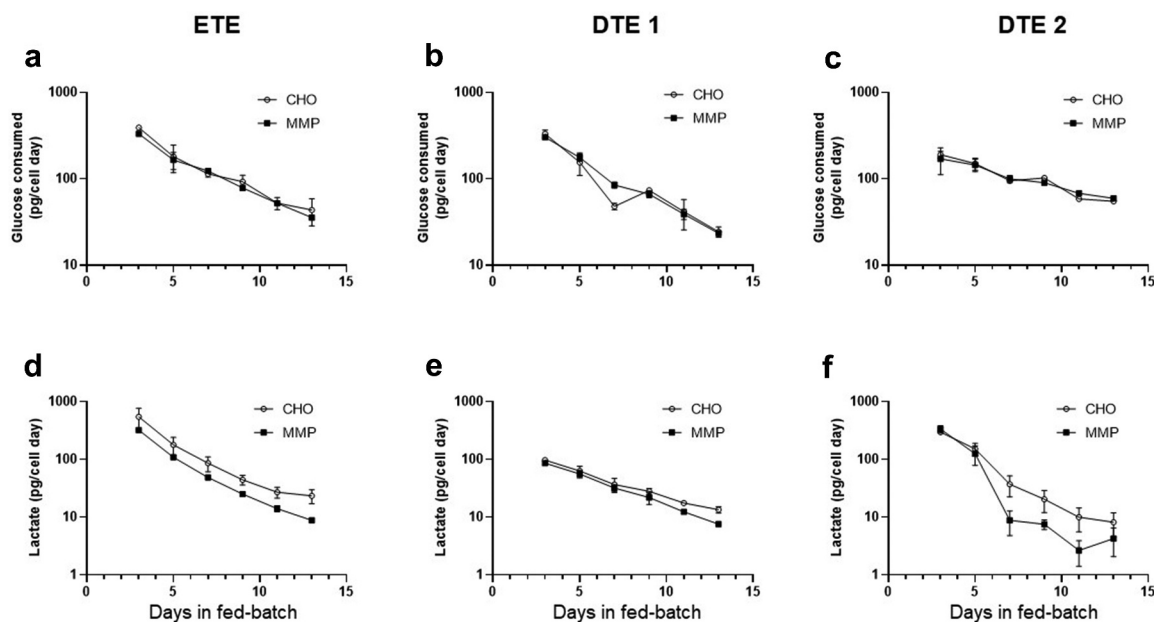 ETE
DTE 1
DTE 2
a
b
c
Glucose consumed
(pg/cell day)
1000
100
10
0
5
10
15
CHO
MMP
Glucose consumed
(pg/cell day)
1000
100
10
0
5
10
15
CHO
MMP
Glucose consumed
(pg/cell day)
1000
100
10
0
5
10
15
CHO
MMP
d
e
f
Lactate (pg/cell day)
1000
100
10
1
0
5
10
15
CHO
MMP
Days in fed-batch
Lactate (pg/cell day)
1000
100
10
1
0
5
10
15
CHO
MMP
Days in fed-batch
Lactate (pg/cell day)
1000
100
10
1
0
5
10
15
CHO
MMP
Days in fed-batch